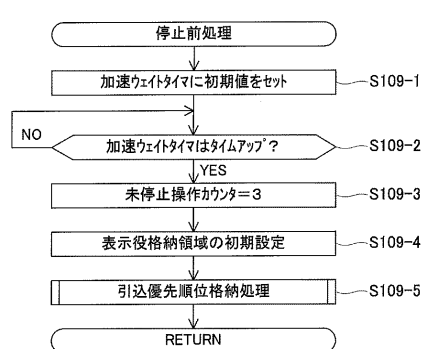 停止前処理
加速ウェイトタイマに初期値をセット
S109-1
NO
加速ウェイトタイマはタイムアップ?
S109-2
YES
未停止操作カウンタ=3
S109-3
表示役格納領域の初期設定
S109-4
引込優先順位格納処理
S109-5
RETURN